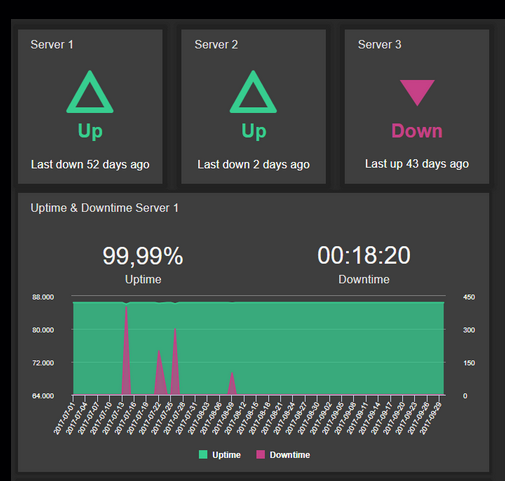 Server 1
Server 2
Server 3
Up
Up
Down
Last down 52 days ago
Last down 2 days ago
Last up 43 days ago
Uptime & Downtime Server 1
99,99%
00:18:20
Uptime
Downtime
88.000
450
80.000
300
72.000
150
64.000
0
2017-07-01
2017-07-04
2017-07-07
2017-07-10
2017-07-13
2017-07-16
2017-07-19
2017-07-22
2017-07-25
2017-07-28
2017-07-31
2017-08-03
2017-08-06
2017-08-09
2017-08-12
2017-08-15
2017-08-18
2017-08-21
2017-08-24
2017-08-27
2017-08-30
2017-09-02
2017-09-05
2017-09-08
2017-09-11
2017-09-14
2017-09-17
2017-09-20
2017-09-23
2017-09-26
2017-09-29
Uptime
Downtime